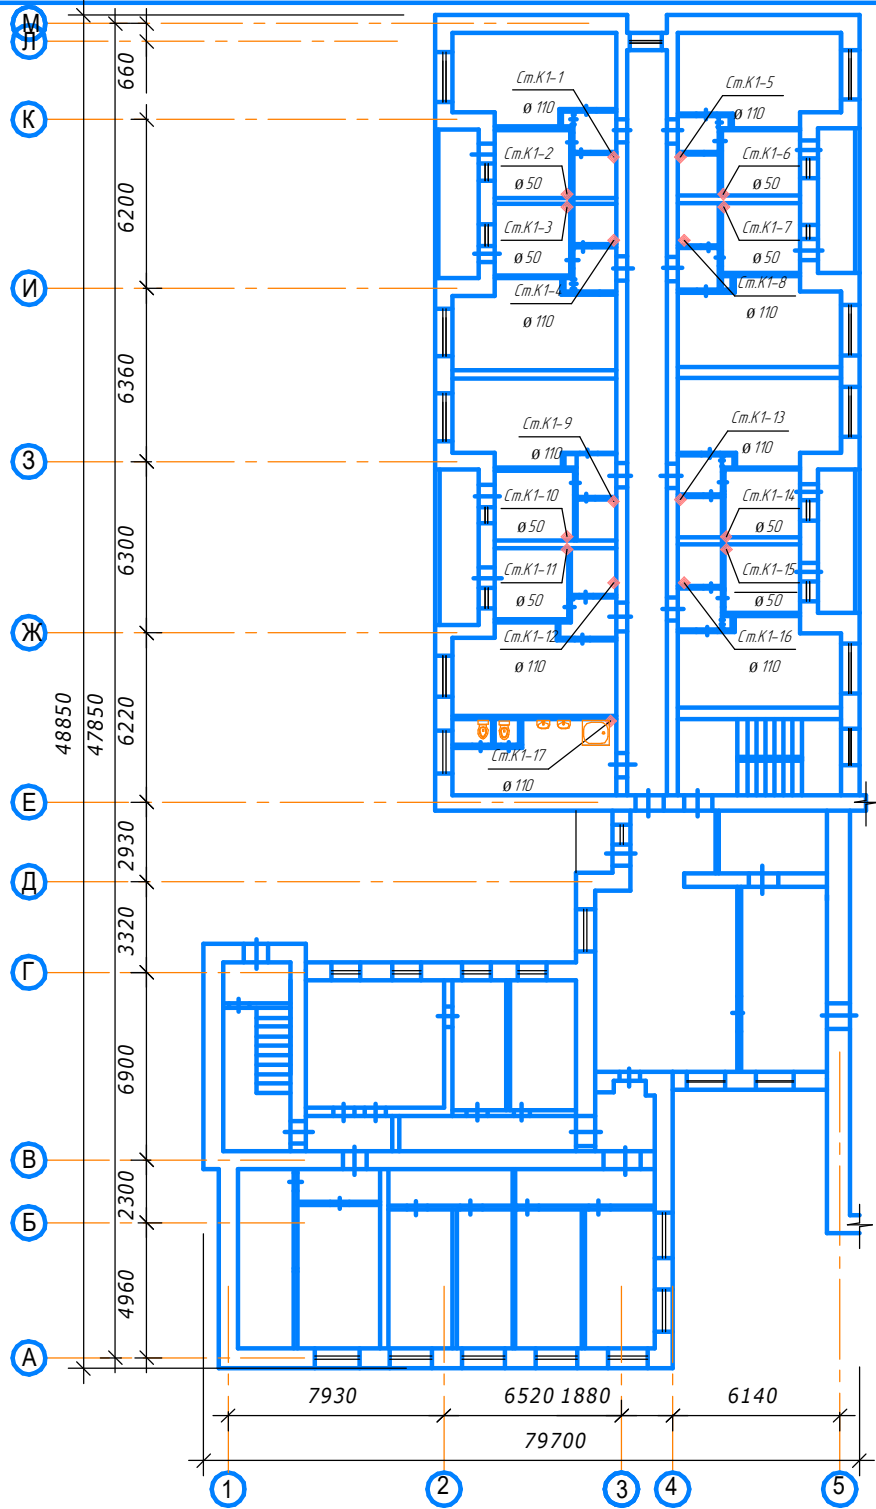 М
Л
660
К
6200
И
6360
З
6300
Ж
6220
48850
47850
Е
2930
Д
3320
Г
6900
В
2300
Б
4960
А
Ст.К1-1
ø 110
Ст.К1-5
ø 110
Ст.К1-2
ø 50
Ст.К1-6
ø 50
Ст.К1-3
ø 50
Ст.К1-7
ø 50
Ст.К1-4
ø 110
Ст.К1-8
ø 110
Ст.К1-9
ø 110
Ст.К1-13
ø 110
Ст.К1-10
ø 50
Ст.К1-14
ø 50
Ст.К1-11
ø 50
Ст.К1-15
ø 50
Ст.К1-12
ø 110
Ст.К1-16
ø 110
Ст.К1-17
ø 110
7930
6520
1880
6140
79700
1
2
3
4
5